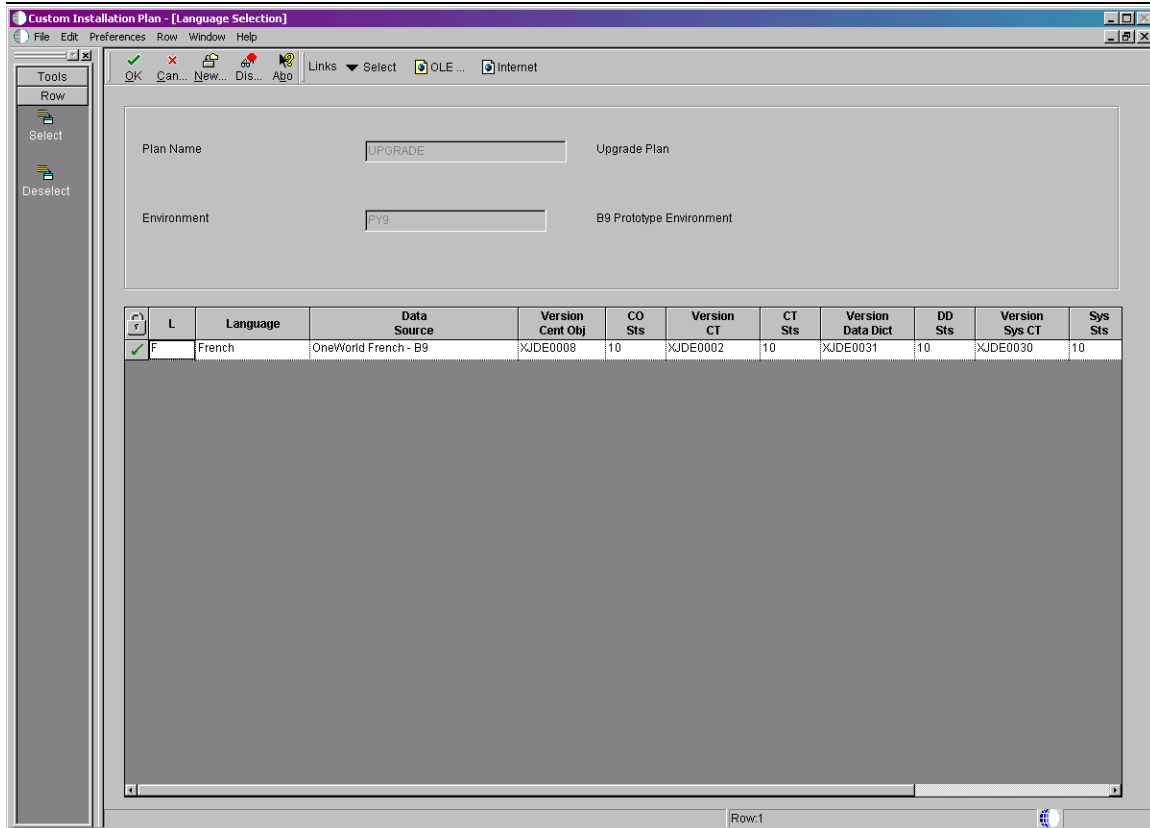 Custom Installation Plan - [Language Selection]
File Edit Preferences Row Window Help
OK Can... New... Dis... Abo Links Select OLE ... Internet
Tools
Row
Select
Deselect
Plan Name UPGRADE Upgrade Plan
Environment PY9 B9 Prototype Environment
L Language Data Source Version Cent Obj CO Sts Version CT CT Sts Version Data Dict DD Sts Version Sys CT Sys Sts
F French OneWorld French - B9 XJDE0008 10 XJDE0002 10 XJDE0031 10 XJDE0030 10
Row:1